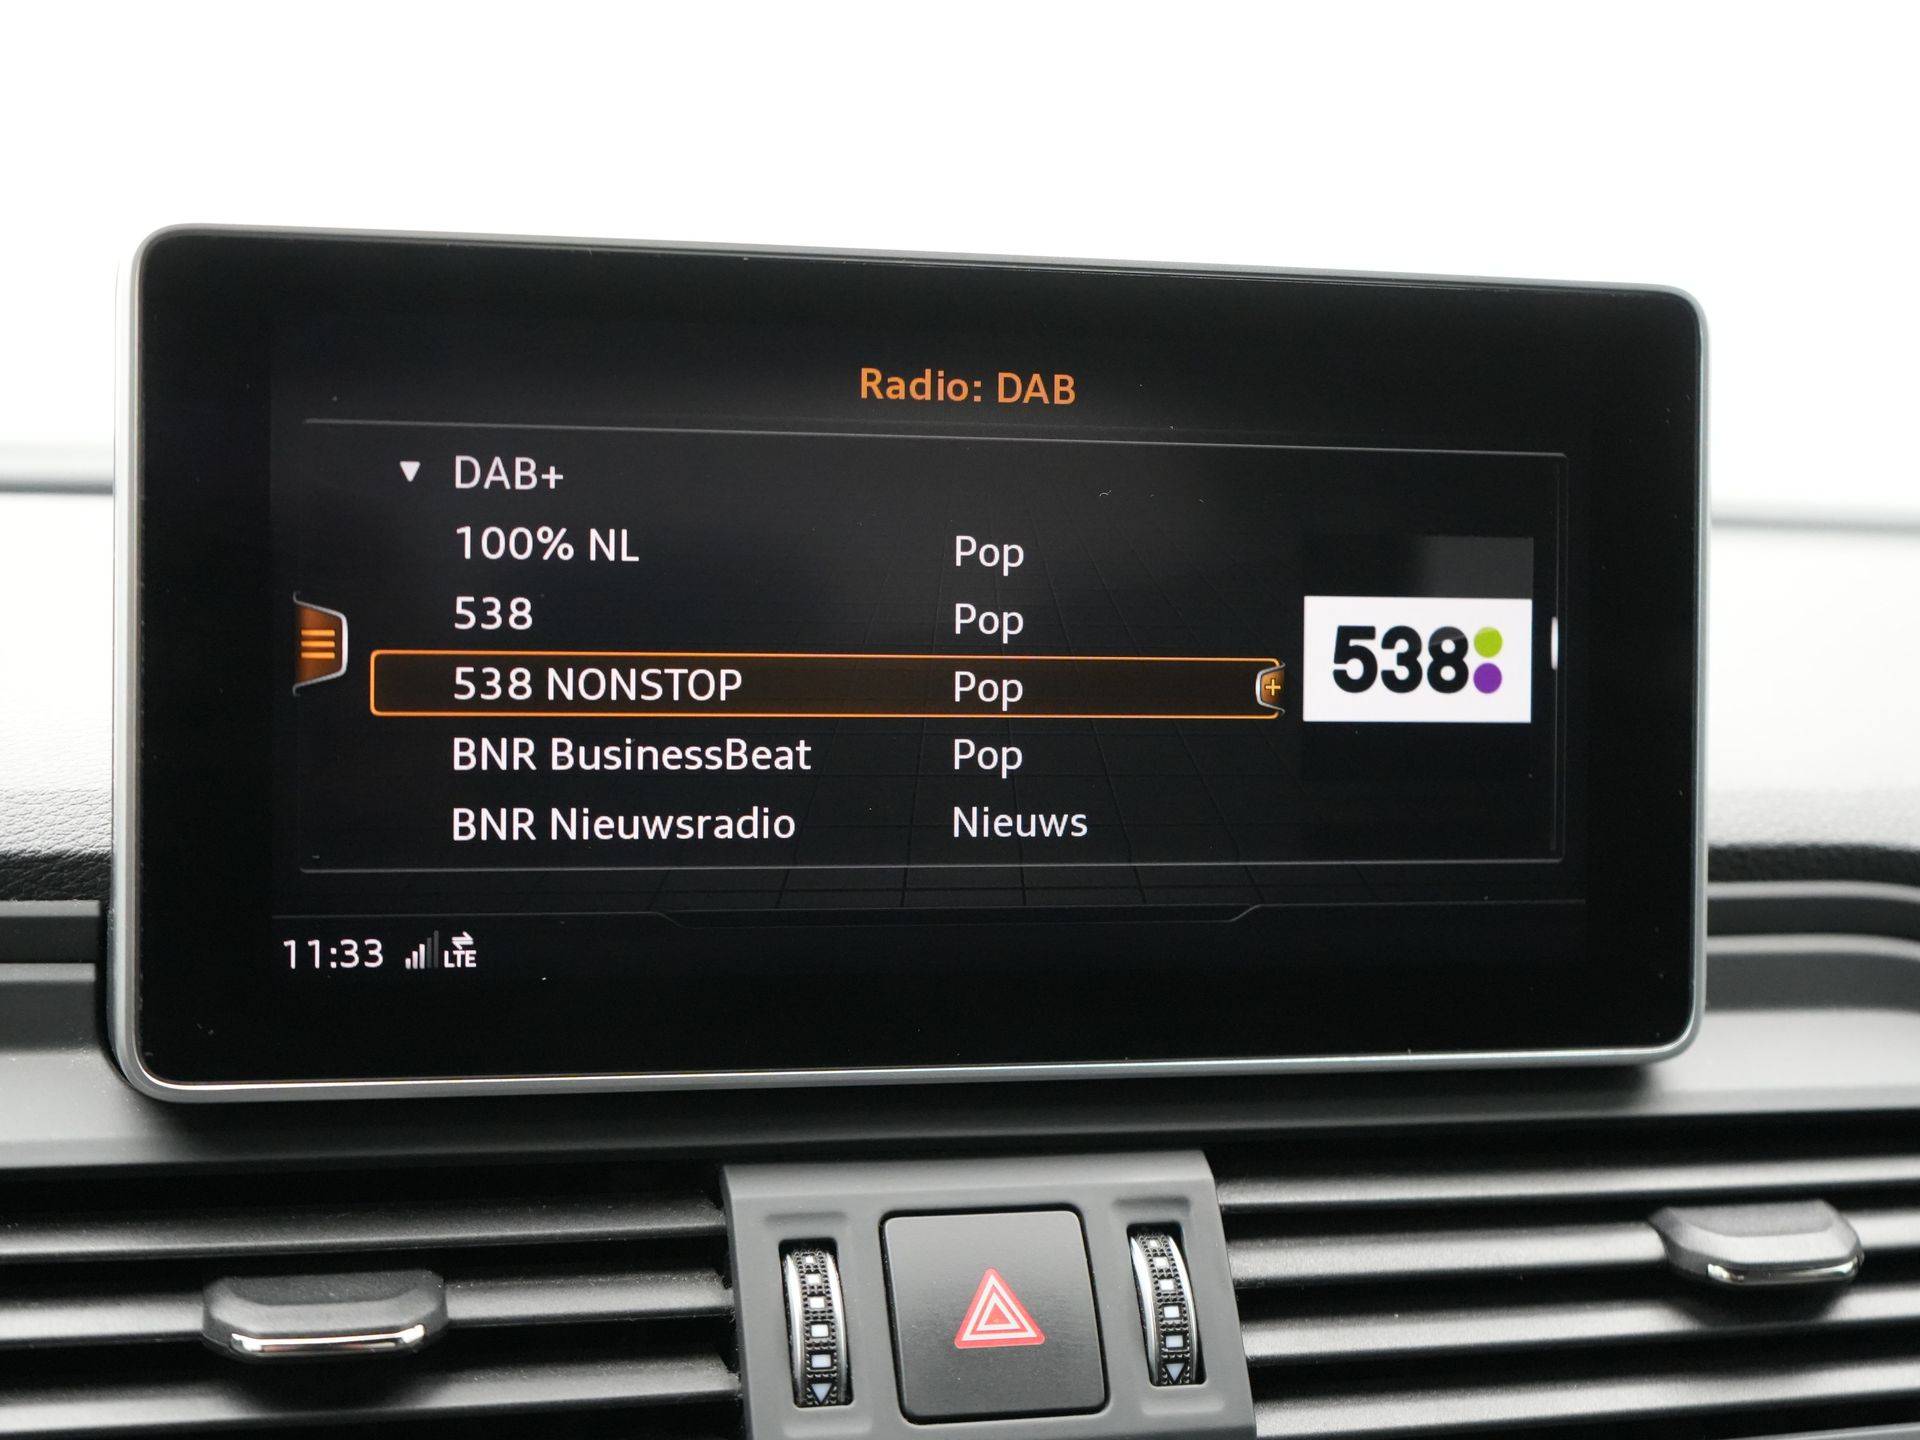 Radio: DAB
▼ DAB+
100% NL Pop
538 Pop
538 NONSTOP Pop
538
BNR BusinessBeat Pop
BNR Nieuwsradio Nieuws
11:33 LTE